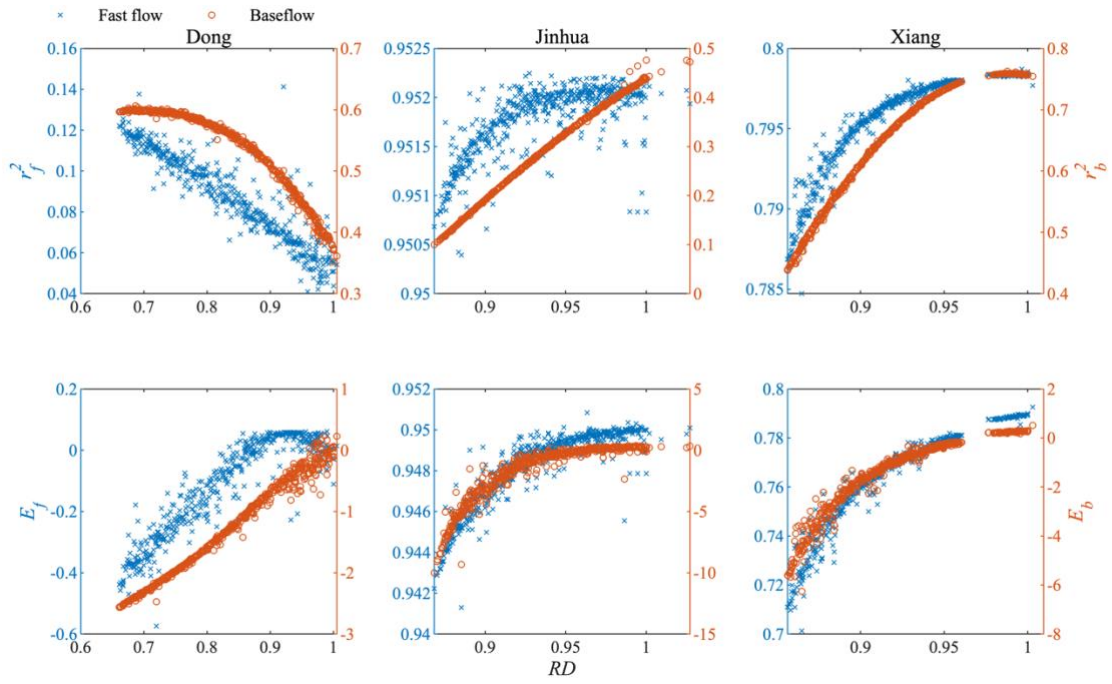 Fast flow Baseflow
Dong Jinhua Xiang
0.16 0.7 0.9525 0.5 0.8 0.8
0.14 0.6 0.952 0.4 0.795 0.7
0.12 0.5 0.9515 0.3 0.79 0.6
0.1 0.4 0.951 0.2 0.785 0.5
0.08 0.3 0.9505 0.1 0.4
0.06 0.95 0
0.04
r_f^2 r_b^2
0.6 0.7 0.8 0.9 1 0.9 0.95 1 0.9 0.95 1
0.2 1 0.952 5 0.8 2
0 0 0.95 0 0.78 0
-0.2 -1 0.948 -5 0.76 -2
-0.4 -2 0.946 -10 0.74 -4
-0.6 -3 0.944 -15 0.72 -6
0.942 0.7 -8
0.94
E_f E_b
0.6 0.7 0.8 0.9 1 0.9 0.95 1 0.9 0.95 1
RD